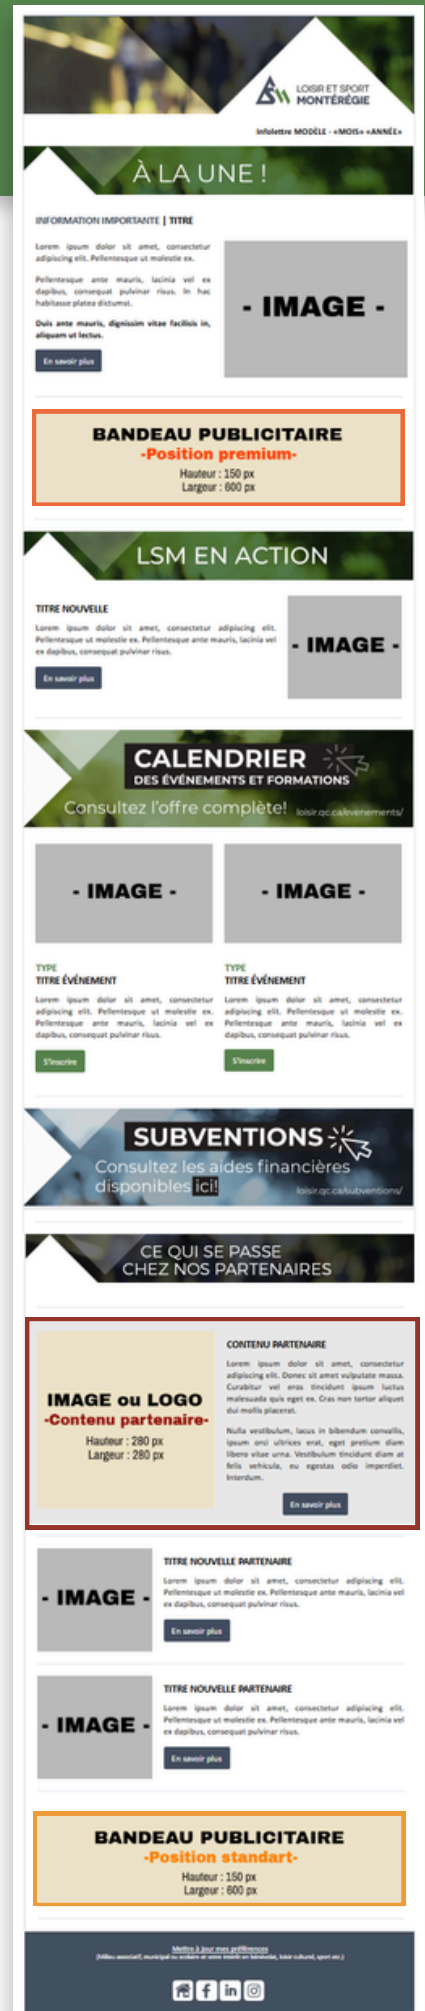 LOISIR ET SPORT
MONTÉRÉGIE
Infolettre MODÈLE - «MOIS» «ANNÉE»
À LA UNE !
INFORMATION IMPORTANTE | TITRE
Lorem ipsum dolor sit amet, consectetur
adipiscing elit. Pellentesque ut molestie ex.
Pellentesque ante mauris, lacinia vel ex
dapibus, consequat pulvinar risus. In hac
habitasse platea dictumst.
Duis ante mauris, dignissim vitae facilisis in,
aliquam ut lectus.
En savoir plus
- IMAGE -
BANDEAU PUBLICITAIRE
-Position premium-
Hauteur : 150 px
Largeur : 600 px
LSM EN ACTION
TITRE NOUVELLE
Lorem ipsum dolor sit amet, consectetur adipiscing elit.
Pellentesque ut molestie ex. Pellentesque ante mauris, lacinia vel
ex dapibus, consequat pulvinar risus.
En savoir plus
- IMAGE -
CALENDRIER
DES ÉVÉNEMENTS ET FORMATIONS
Consultez l'offre complète! loisir.qc.ca/evenements/
- IMAGE -
- IMAGE -
TYPE
TITRE ÉVÉNEMENT
Lorem ipsum dolor sit amet, consectetur
adipiscing elit. Pellentesque ut molestie ex.
Pellentesque ante mauris, lacinia vel ex
dapibus, consequat pulvinar risus.
S'inscrire
TYPE
TITRE ÉVÉNEMENT
Lorem ipsum dolor sit amet, consectetur
adipiscing elit. Pellentesque ut molestie ex.
Pellentesque ante mauris, lacinia vel ex
dapibus, consequat pulvinar risus.
S'inscrire
SUBVENTIONS
Consultez les aides financières
disponibles ici! loisir.qc.ca/subventions/
CE QUI SE PASSE
CHEZ NOS PARTENAIRES
IMAGE ou LOGO
-Contenu partenaire-
Hauteur : 280 px
Largeur : 280 px
CONTENU PARTENAIRE
Lorem ipsum dolor sit amet, consectetur
adipiscing elit. Donec sit amet vulputate massa.
Curabitur vel eros tincidunt ipsum luctus
malesuada quis eget ex. Cras non tortor aliquet
dui mollis placerat.
Nulla vestibulum, lacus in bibendum convallis,
ipsum orci ultrices erat, eget pretium diam
libero vitae urna. Vestibulum tincidunt diam at
felis vehicula, eu egestas odio imperdiet.
Interdum.
En savoir plus
- IMAGE -
TITRE NOUVELLE PARTENAIRE
Lorem ipsum dolor sit amet, consectetur adipiscing elit.
Pellentesque ut molestie ex. Pellentesque ante mauris, lacinia vel
ex dapibus, consequat pulvinar risus.
En savoir plus
- IMAGE -
TITRE NOUVELLE PARTENAIRE
Lorem ipsum dolor sit amet, consectetur adipiscing elit.
Pellentesque ut molestie ex. Pellentesque ante mauris, lacinia vel
ex dapibus, consequat pulvinar risus.
En savoir plus
BANDEAU PUBLICITAIRE
-Position standart-
Hauteur : 150 px
Largeur : 600 px
Mettre à jour mes préférences
(Milieu associatif, municipal ou scolaire et votre intérêt en bénévolat, loisir culturel, sport etc.)